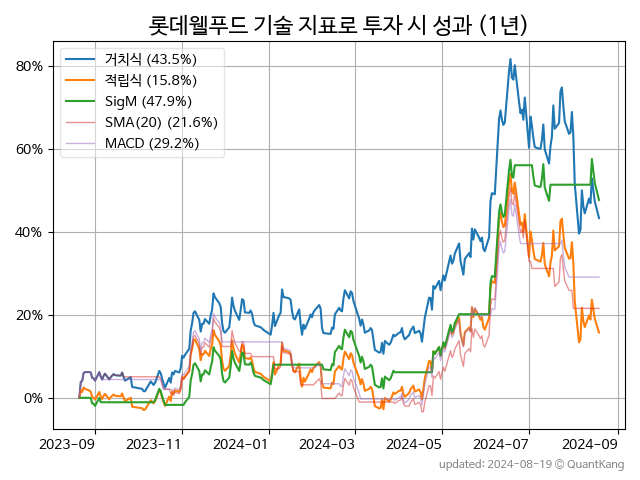 롯데웰푸드 기술 지표로 투자 시 성과 (1년)
거치식 (43.5%)
적립식 (15.8%)
SigM (47.9%)
SMA(20) (21.6%)
MACD (29.2%)
80%
60%
40%
20%
0%
2023-09 2023-11 2024-01 2024-03 2024-05 2024-07 2024-09
updated: 2024-08-19 © QuantKang